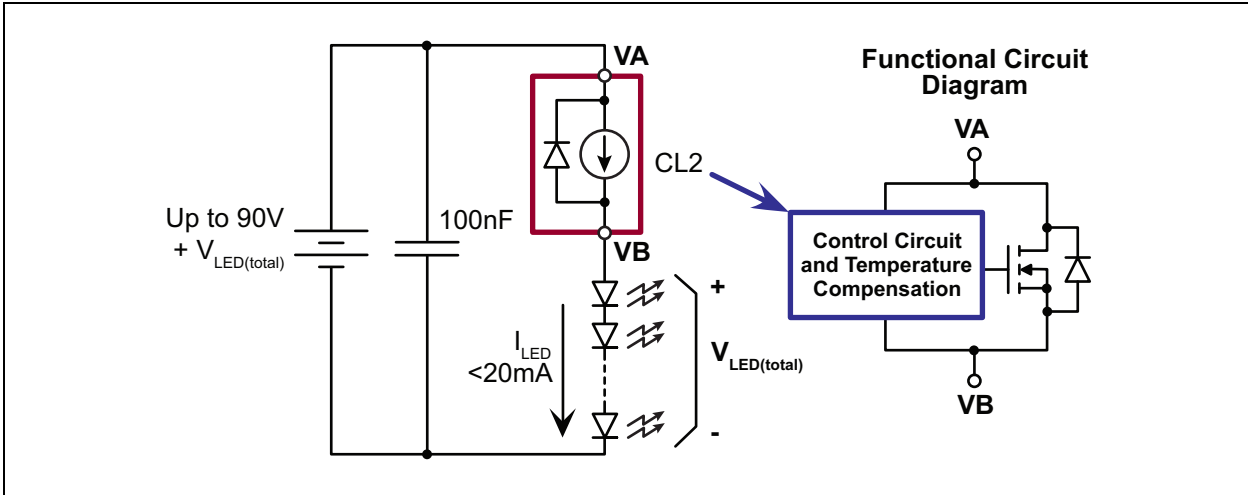 VA
Up to 90V
+ VLED(total)
100nF
CL2
VB
ILED
<20mA
+
VLED(total)
-
Functional Circuit
Diagram
VA
Control Circuit
and Temperature
Compensation
VB